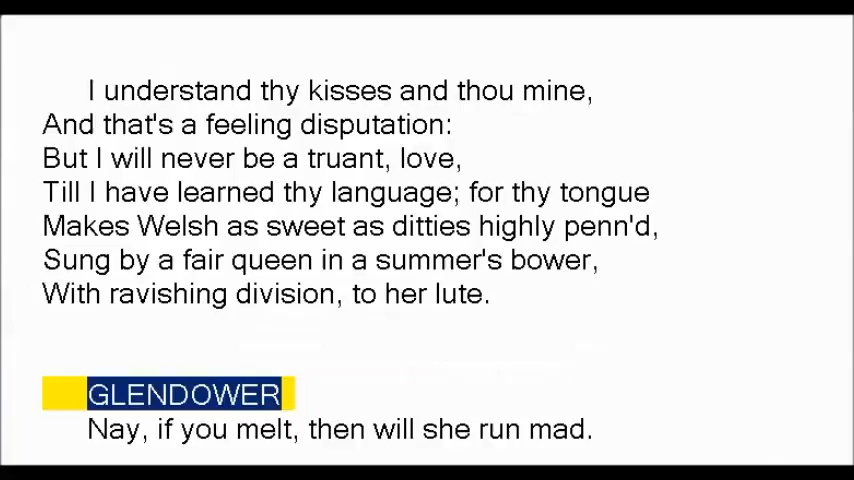 I understand thy kisses and thou mine,
And that's a feeling disputation:
But I will never be a truant, love,
Till I have learned thy language; for thy tongue
Makes Welsh as sweet as ditties highly penn'd,
Sung by a fair queen in a summer's bower,
With ravishing division, to her lute.
GLENDOWER
Nay, if you melt, then will she run mad.